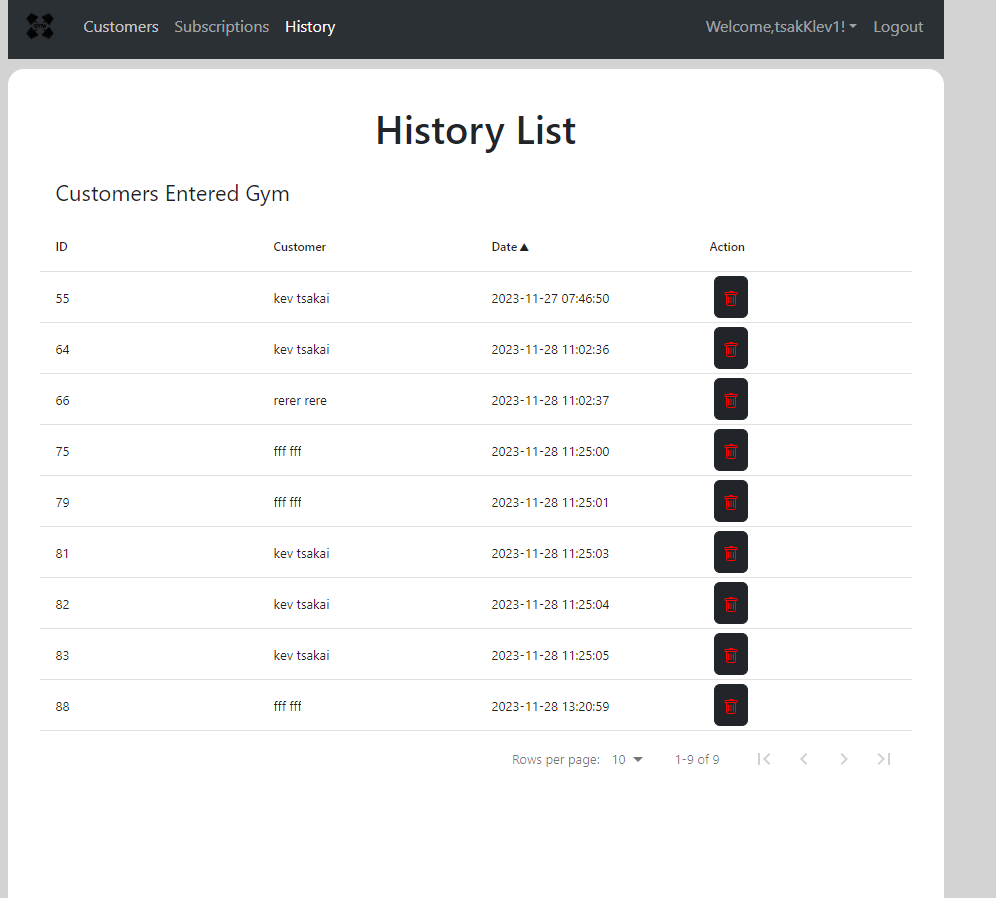 Customers Subscriptions History Welcome,tsakKlev1! Logout
History List
Customers Entered Gym
ID Customer Date▲ Action
55 kev tsakai 2023-11-27 07:46:50
64 kev tsakai 2023-11-28 11:02:36
66 rerer rere 2023-11-28 11:02:37
75 fff fff 2023-11-28 11:25:00
79 fff fff 2023-11-28 11:25:01
81 kev tsakai 2023-11-28 11:25:03
82 kev tsakai 2023-11-28 11:25:04
83 kev tsakai 2023-11-28 11:25:05
88 fff fff 2023-11-28 13:20:59
Rows per page: 10 1-9 of 9